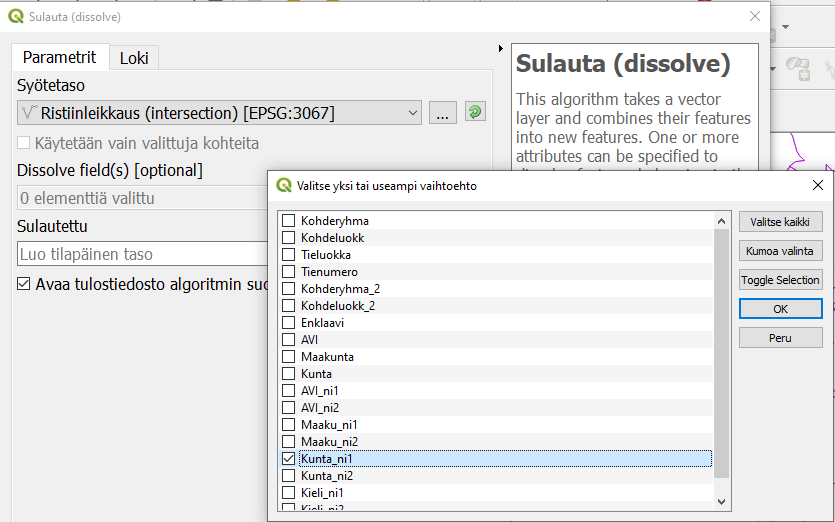 Sulauta (dissolve)
Parametrit
Loki
Syötetaso
Ristiinleikkaus (intersection) [EPSG:3067]
...
Käytetään vain valittuja kohteita
Dissolve field(s) [optional]
0 elementtiä valittu
Sulautettu
Luo tilapäinen taso
Avaa tulostiedosto algoritmin suo
Sulauta (dissolve)
This algorithm takes a vector
layer and combines their features
into new features. One or more
attributes can be specified to
Valitse yksi tai useampi vaihtoehto
Kohderyhma
Kohdeluokk
Tieluokka
Tienumero
Kohderyhma_2
Kohdeluokk_2
Enklaavi
AVI
Maakunta
Kunta
AVI_ni1
AVI_ni2
Maaku_ni1
Maaku_ni2
Kunta_ni1
Kunta_ni2
Kieli_ni1
Kieli_ni2
Valitse kaikki
Kumoa valinta
Toggle Selection
OK
Peru